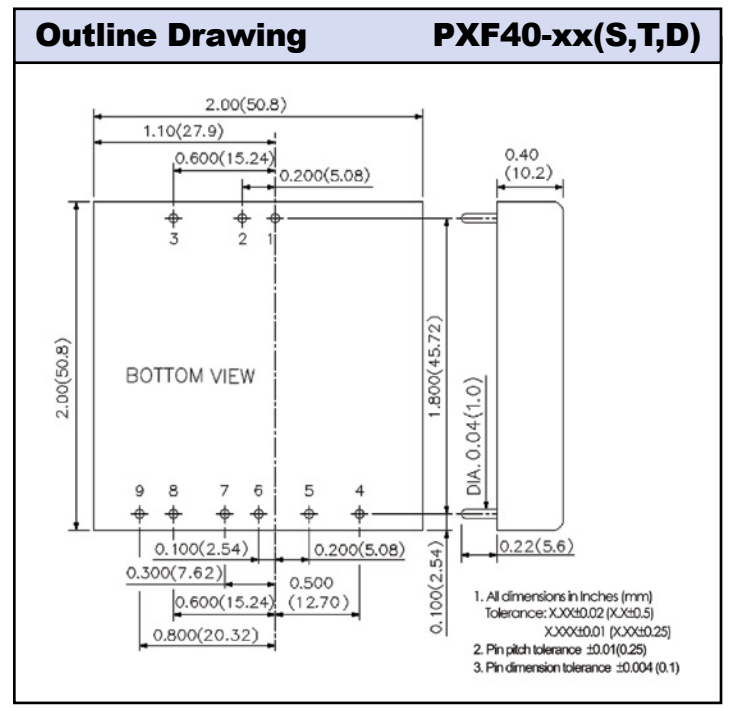 Outline Drawing PXF40-xx(S,T,D)
2.00(50.8)
1.10(27.9)
0.600(15.24)
0.200(5.08)
0.40
(10.2)
3 2 1
2.00(50.8)
BOTTOM VIEW
1.800(45.72)
DIA. 0.04(1.0)
9 8 7 6 5 4
0.100(2.54)
0.200(5.08)
0.22(5.6)
0.300(7.62)
0.500
(12.70)
0.600(15.24)
0.800(20.32)
0.100(2.54)
1. All dimensions in Inches (mm)
Tolerance: X.XX±0.02 (X.X±0.5)
X.XXX±0.01 (X.XX±0.25)
2. Pin pitch tolerance ±0.01(0.25)
3. Pin dimension tolerance ±0.004 (0.1)